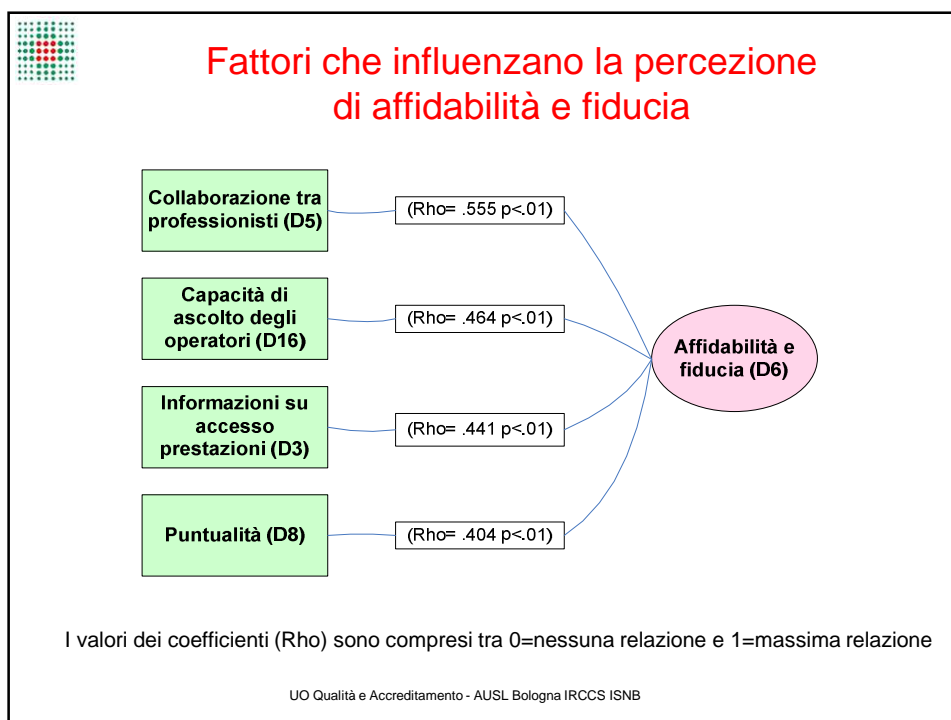 Fattori che influenzano la percezione
di affidabilità e fiducia
Collaborazione tra
professionisti (D5)
(Rho= .555 p<.01)
Capacità di
ascolto degli
operatori (D16)
(Rho= .464 p<.01)
Affidabilità e
fiducia (D6)
Informazioni su
accesso
prestazioni (D3)
(Rho= .441 p<.01)
Puntualità (D8)
(Rho= .404 p<.01)
I valori dei coefficienti (Rho) sono compresi tra 0=nessuna relazione e 1=massima relazione
UO Qualità e Accreditamento - AUSL Bologna IRCCS ISNB